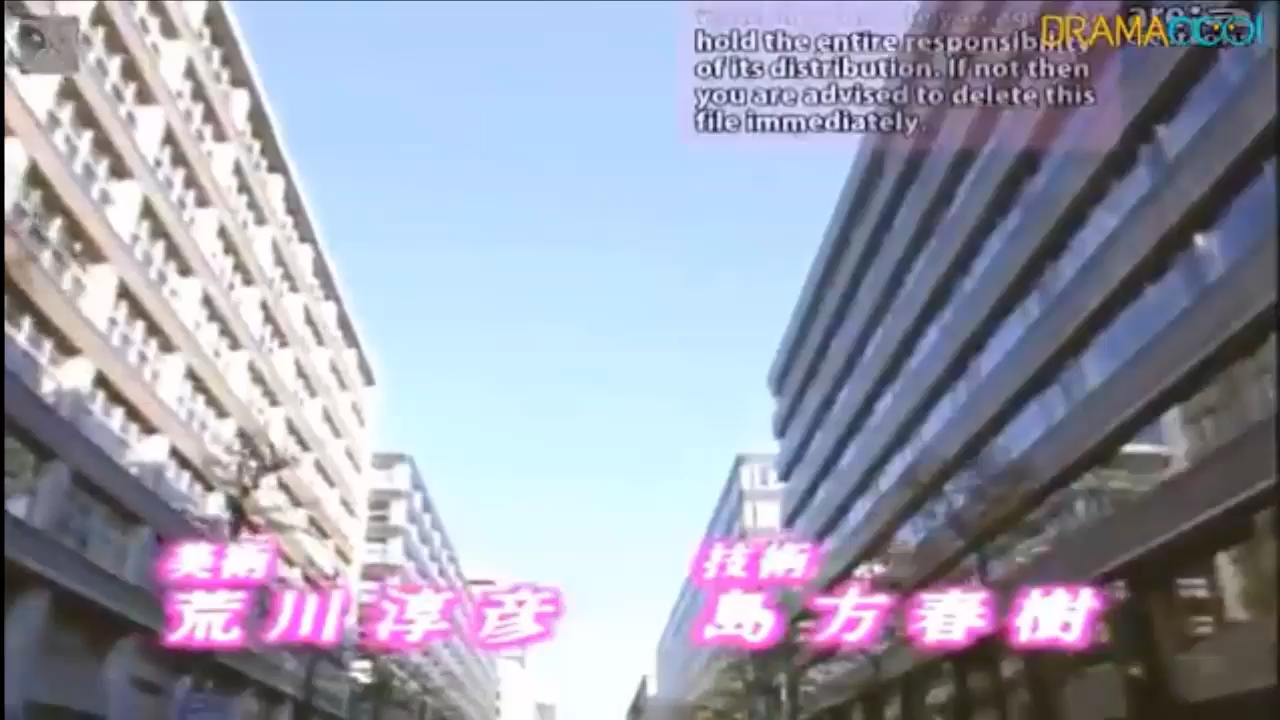 hold the entire responsibility
of its distribution. If not then
you are advised to delete this
file immediately.
DRAMAcool
美術
荒川淳彦
技術
島方春樹